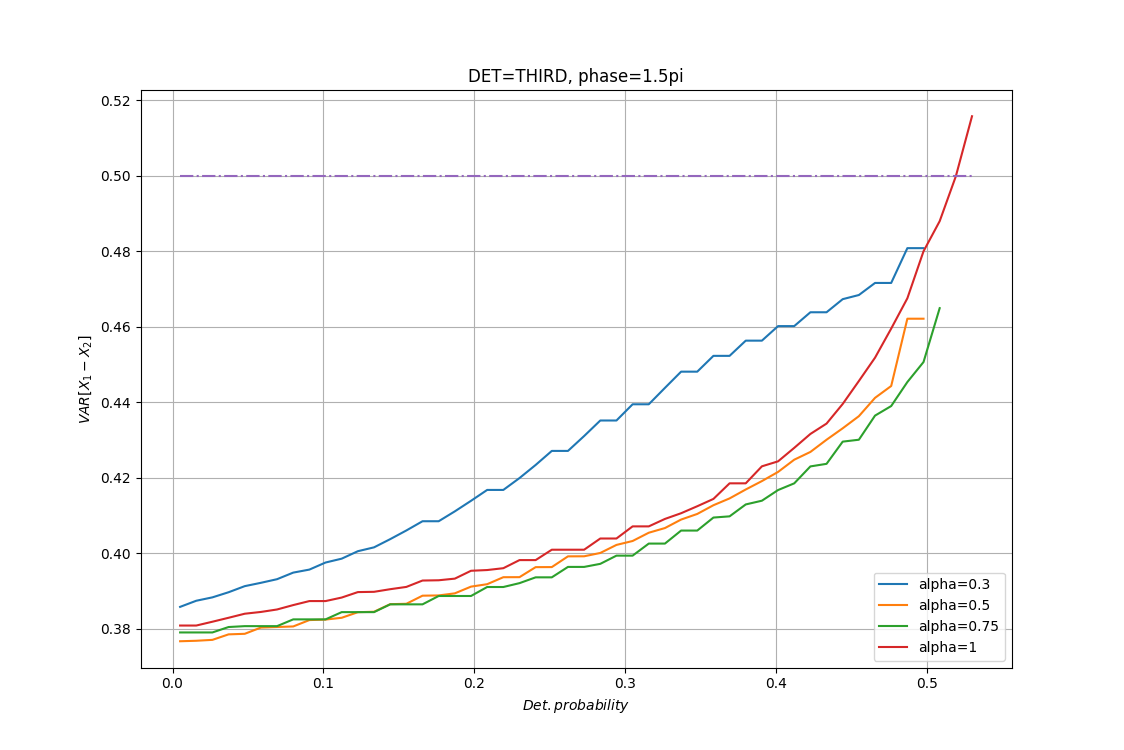 DET=THIRD, phase=1.5pi
0.52
0.50
0.48
0.46
0.44
0.42
0.40
0.38
VAR[X₁ − X₂]
0.0 0.1 0.2 0.3 0.4 0.5
Det. probability
alpha=0.3
alpha=0.5
alpha=0.75
alpha=1